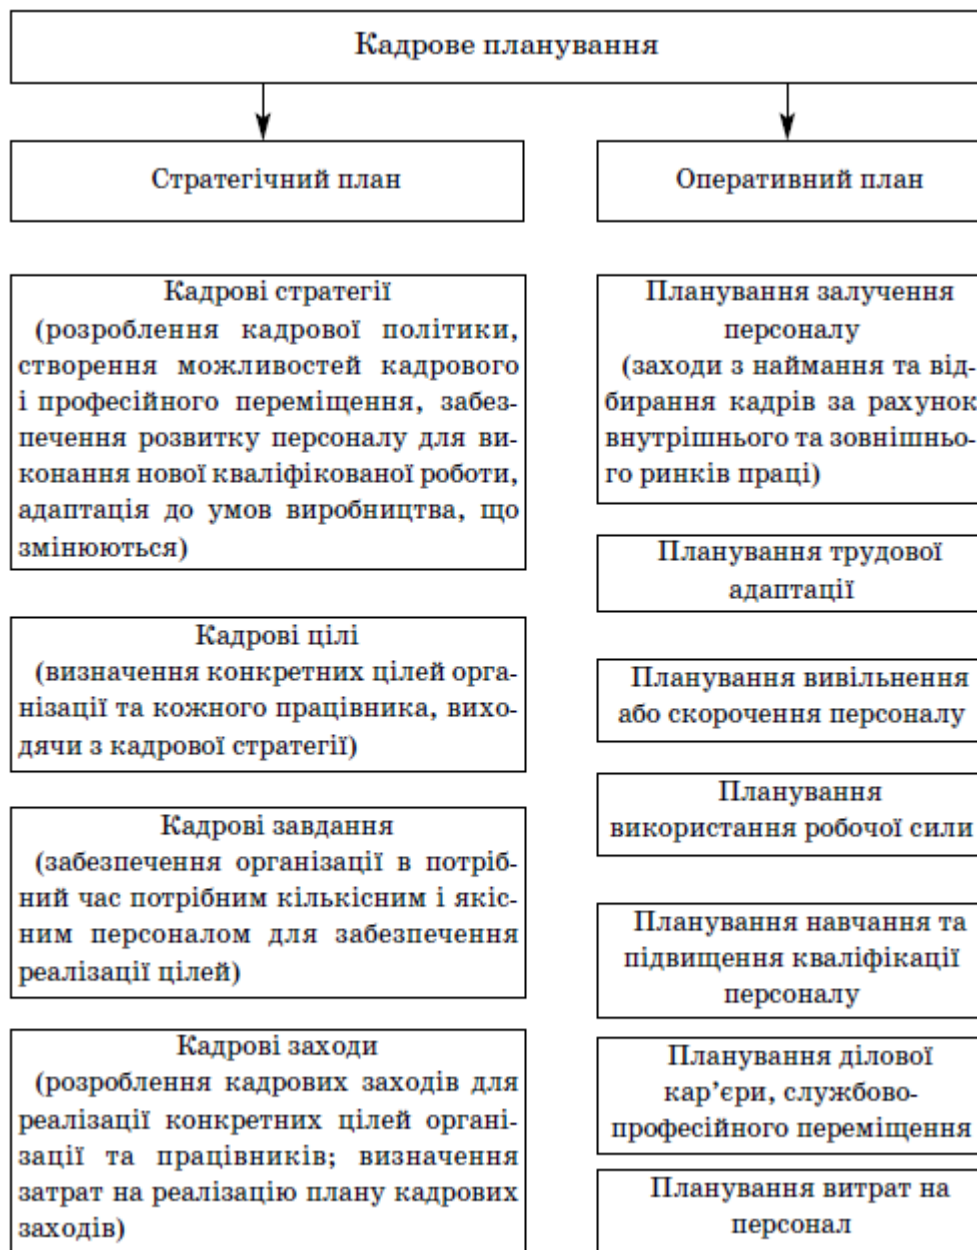 Кадрове планування
Стратегічний план
Кадрові стратегії
(розроблення кадрової політики,
створення можливостей кадрового
і професійного переміщення, забез-
печення розвитку персоналу для ви-
конання нової кваліфікованої роботи,
адаптація до умов виробництва, що
змінюються)
Кадрові цілі
(визначення конкретних цілей орга-
нізації та кожного працівника, вихо-
дячи з кадрової стратегії)
Кадрові завдання
(забезпечення організації в потріб-
ний час потрібним кількісним і якіс-
ним персоналом для забезпечення
реалізації цілей)
Кадрові заходи
(розроблення кадрових заходів для
реалізації конкретних цілей органі-
зації та працівників; визначення
затрат на реалізацію плану кадрових
заходів)
Оперативний план
Планування залучення
персоналу
(заходи з наймання та від-
бирання кадрів за рахунок
внутрішнього та зовнішньо-
го ринків праці)
Планування трудової
адаптації
Планування вивільнення
або скорочення персоналу
Планування
використання робочої сили
Планування навчання та
підвищення кваліфікації
персоналу
Планування ділової
кар’єри, службово-
професійного переміщення
Планування витрат на
персонал